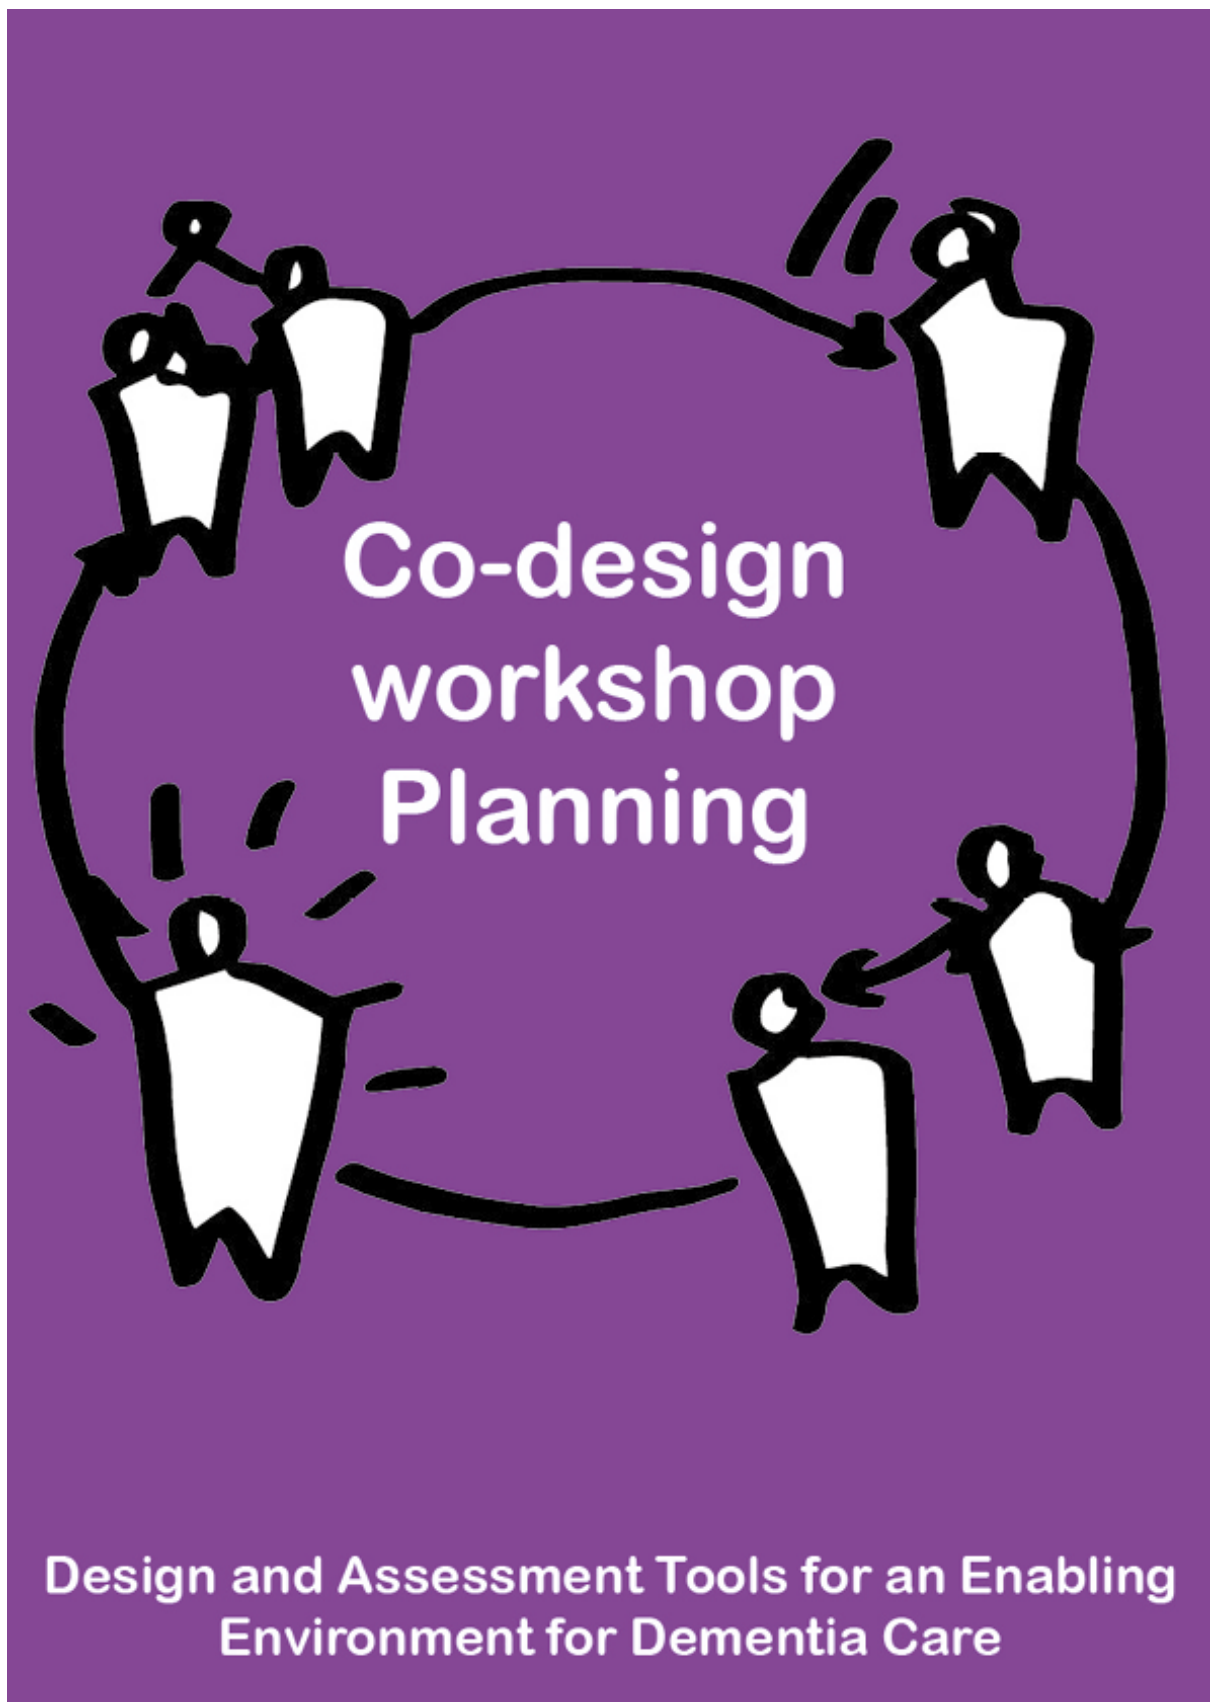 Co-design
workshop
Planning
Design and Assessment Tools for an Enabling
Environment for Dementia Care